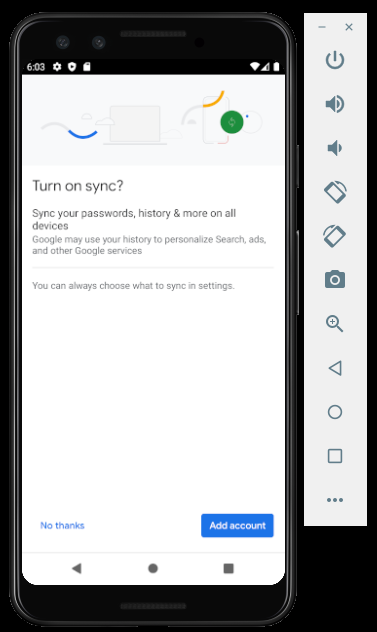 6:03
Turn on sync?
Sync your passwords, history & more on all
devices
Google may use your history to personalize Search, ads,
and other Google services
You can always choose what to sync in settings.
No thanks
Add account